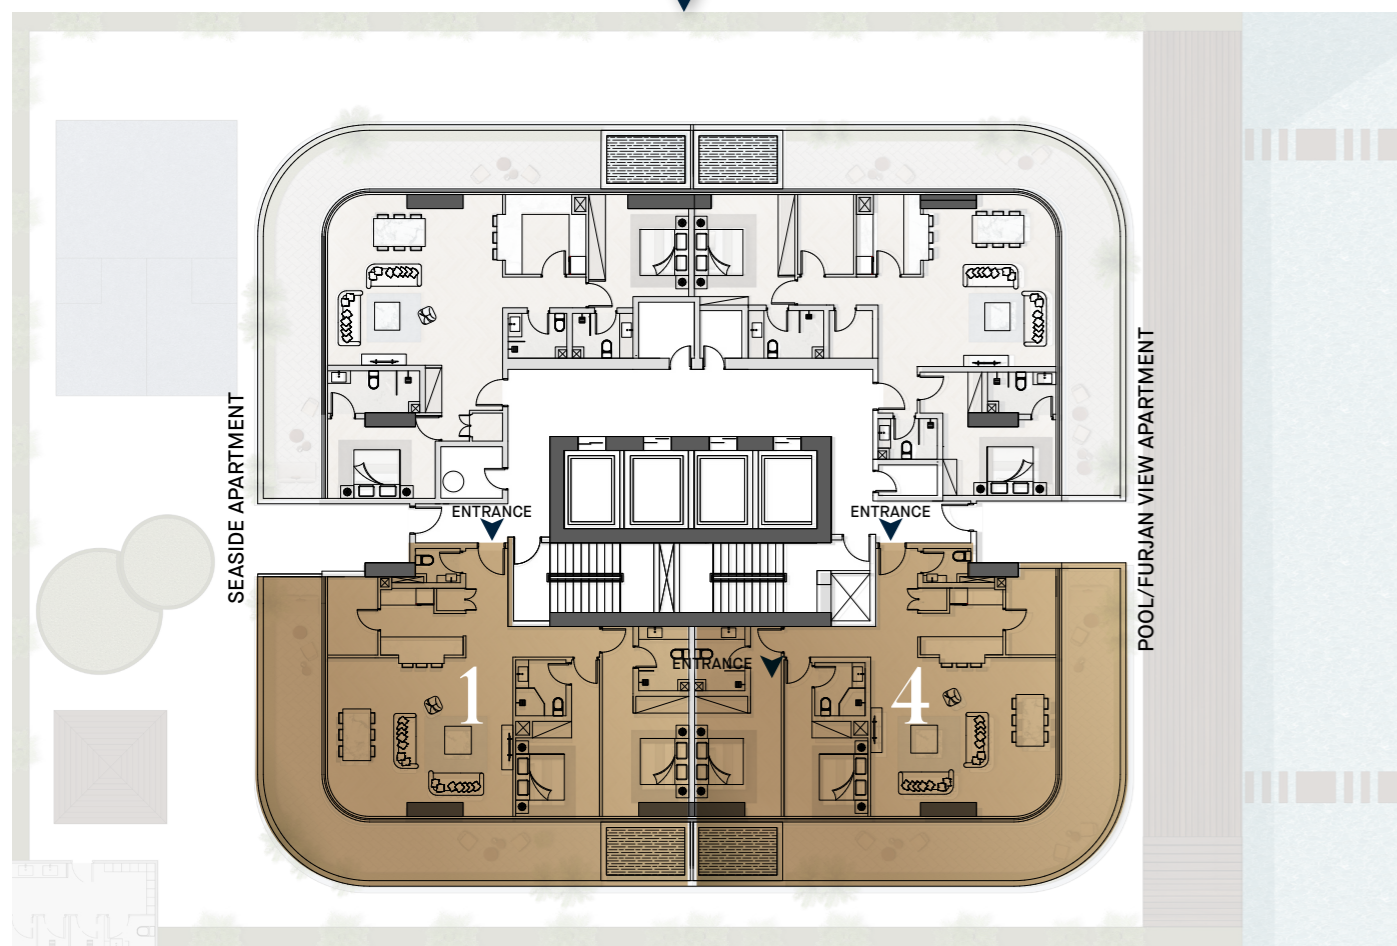 SEASIDE APARTMENT
POOL/FURJAN VIEW APARTMENT
ENTRANCE
ENTRANCE
ENTRANCE
1
4